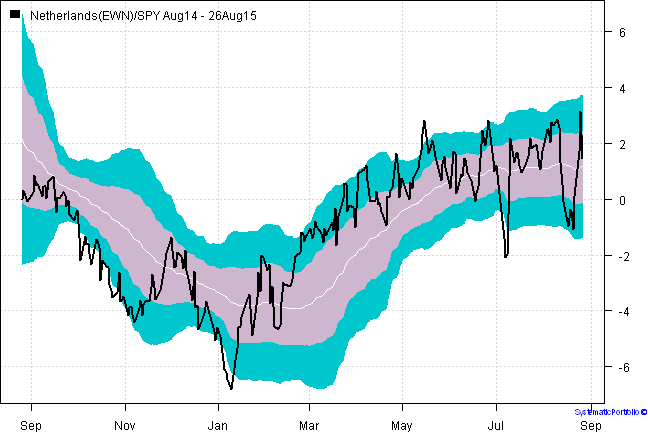 Netherlands(EWN)/SPY Aug14 - 26Aug15
6
4
2
0
-2
-4
-6
Sep Nov Jan Mar May Jul Sep
SystematicPortfolio ©